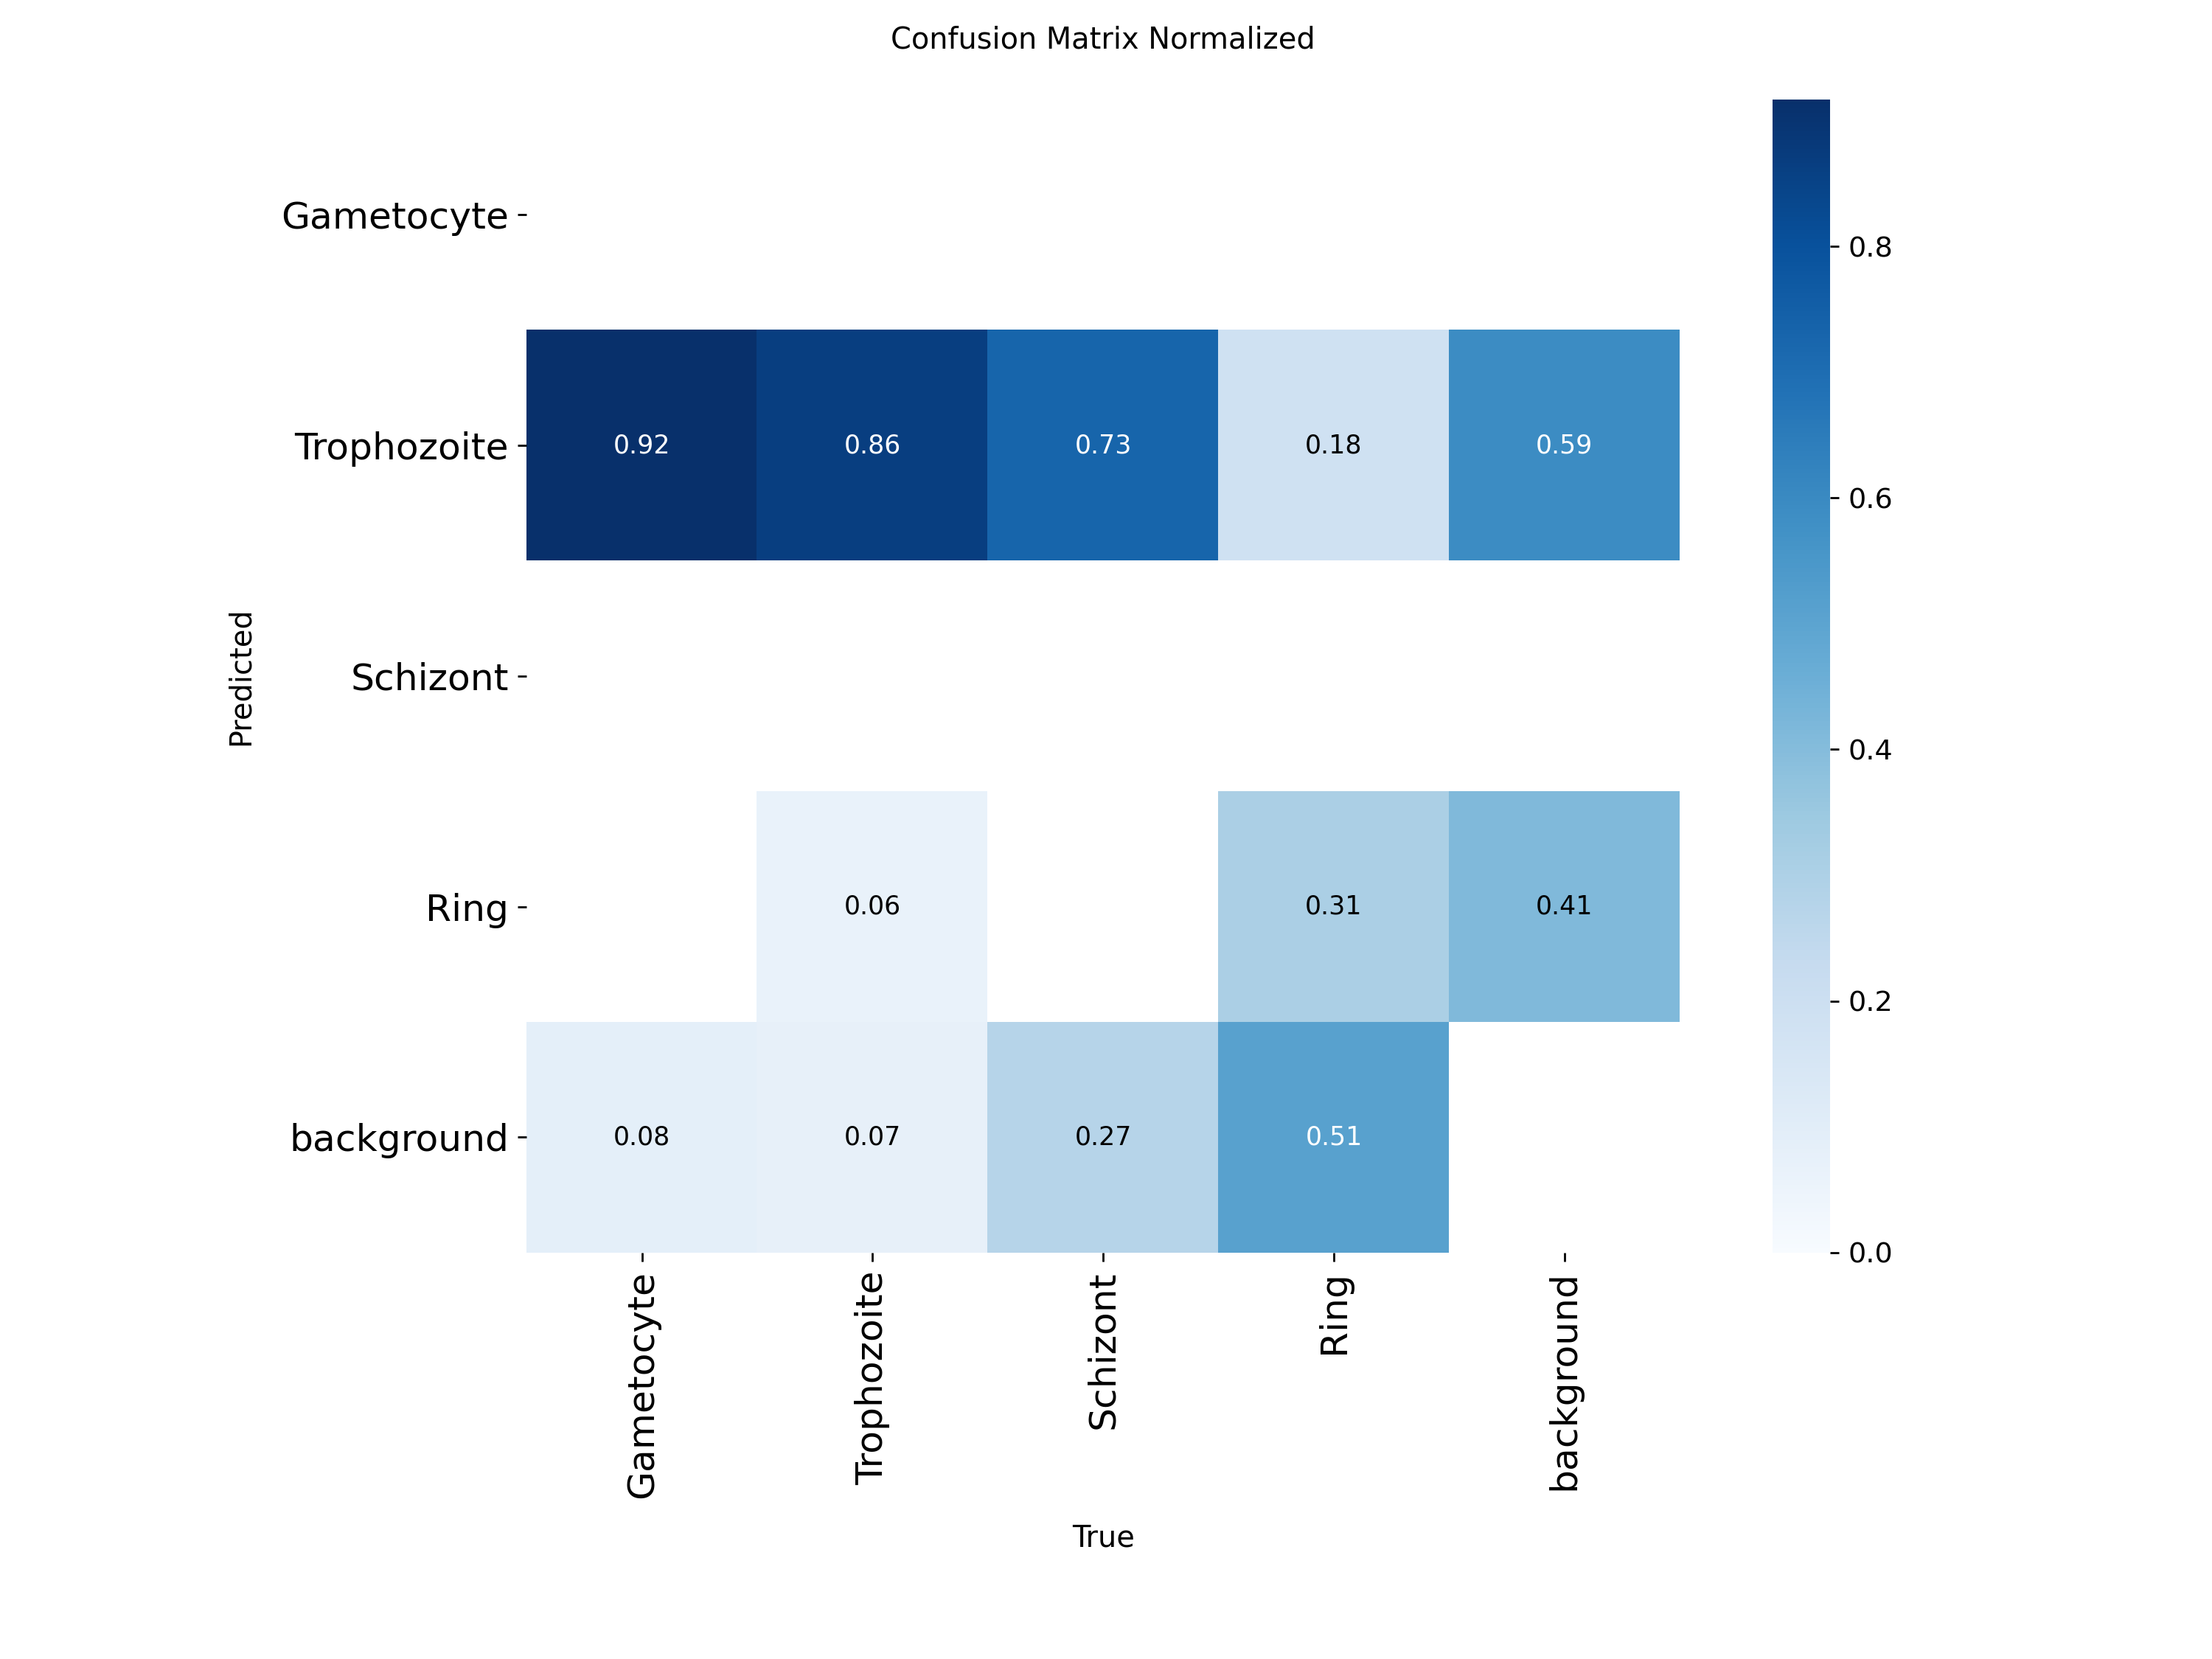 Confusion Matrix Normalized
Gametocyte
Trophozoite
Schizont
Ring
background
Predicted
0.92 0.86 0.73 0.18 0.59
0.06 0.31 0.41
0.08 0.07 0.27 0.51
Gametocyte
Trophozoite
Schizont
Ring
background
True
0.8
0.6
0.4
0.2
0.0